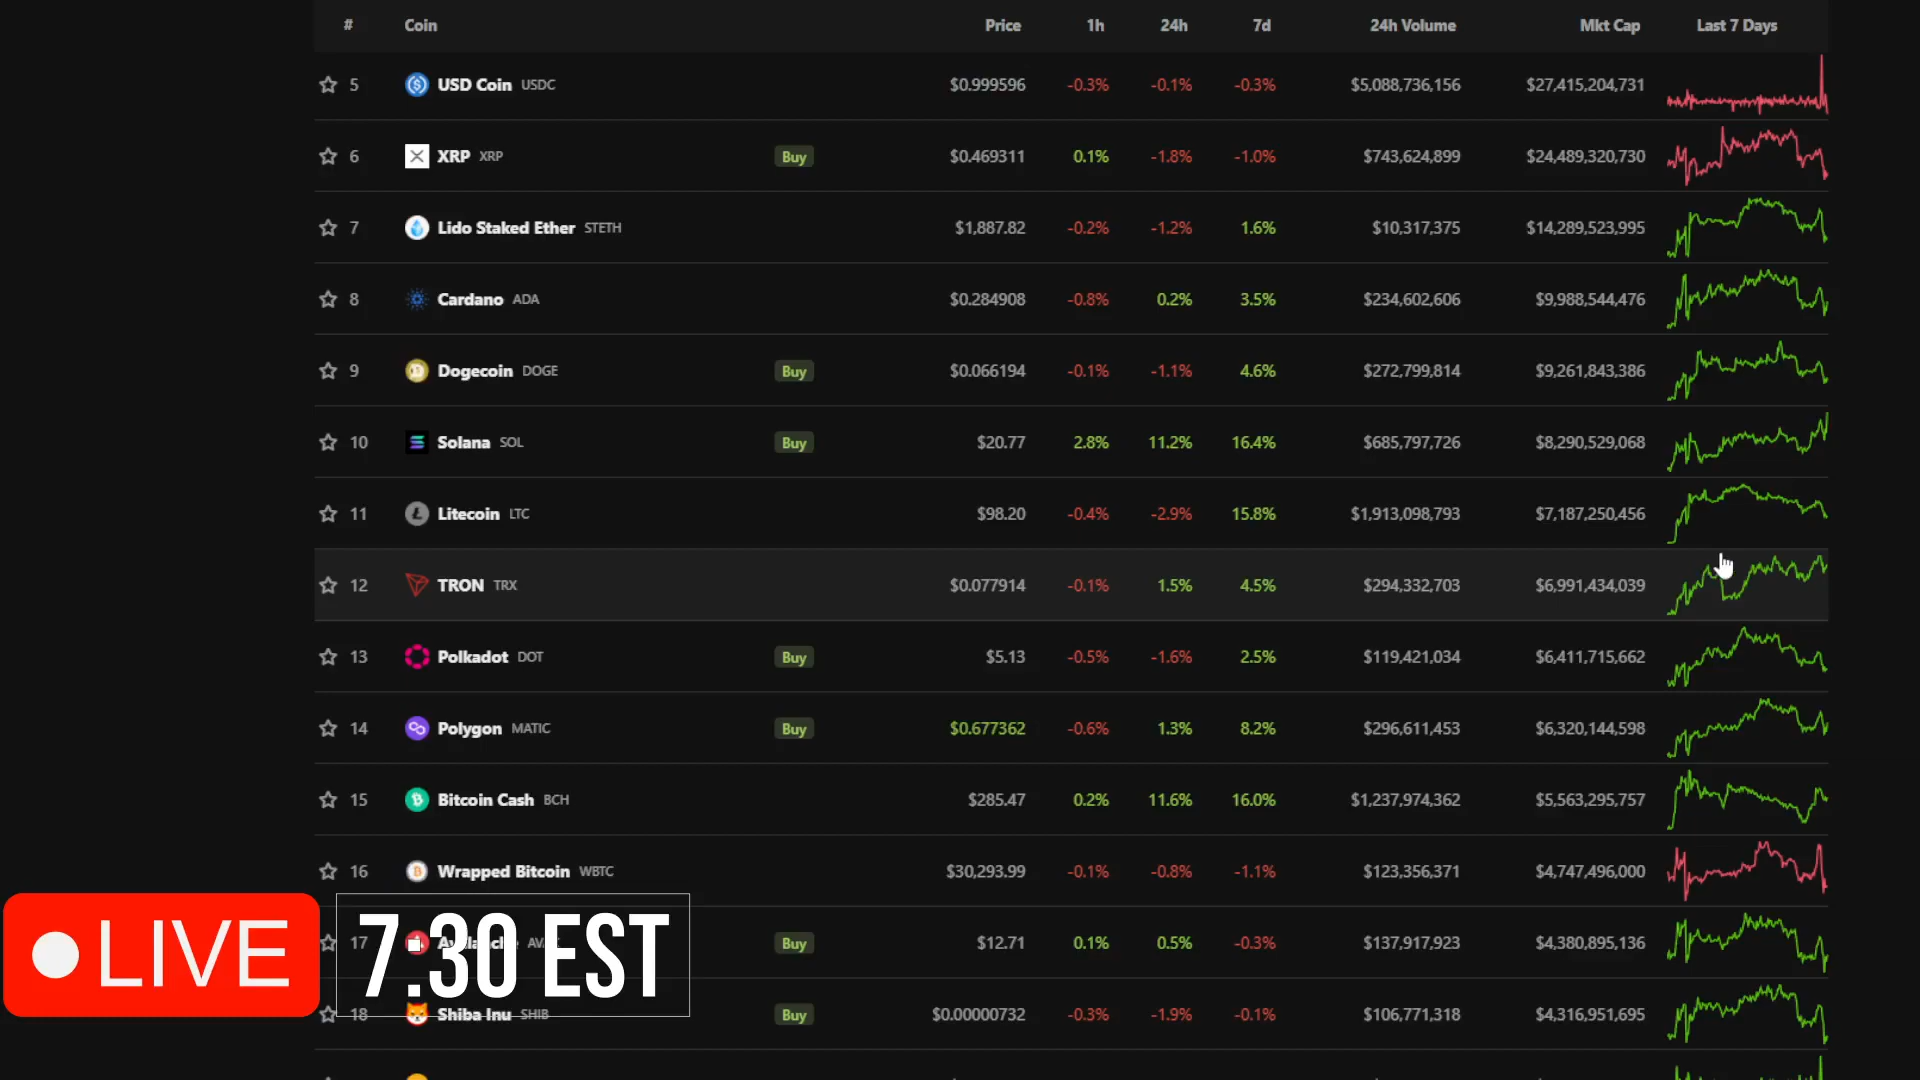 # Coin Price 1h 24h 7d 24h Volume Mkt Cap Last 7 Days
5 USD Coin USDC $0.999596 -0.3% -0.1% -0.3% $5,088,736,156 $27,415,204,731
6 XRP XRP Buy $0.469311 0.1% -1.8% -1.0% $743,624,899 $24,489,320,730
7 Lido Staked Ether STETH $1,887.82 -0.2% -1.2% 1.6% $10,317,375 $14,289,523,995
8 Cardano ADA $0.284908 -0.8% 0.2% 3.5% $234,602,606 $9,988,544,476
9 Dogecoin DOGE Buy $0.066194 -0.1% -1.1% 4.6% $272,799,814 $9,261,843,386
10 Solana SOL Buy $20.77 2.8% 11.2% 16.4% $685,797,726 $8,290,529,068
11 Litecoin LTC $98.20 -0.4% -2.9% 15.8% $1,913,098,793 $7,187,250,456
12 TRON TRX $0.077914 -0.1% 1.5% 4.5% $294,332,703 $6,991,434,039
13 Polkadot DOT Buy $5.13 -0.5% -1.6% 2.5% $119,421,034 $6,411,715,662
14 Polygon MATIC Buy $0.677362 -0.6% 1.3% 8.2% $296,611,453 $6,320,144,598
15 Bitcoin Cash BCH $285.47 0.2% 11.6% 16.0% $1,237,974,362 $5,563,295,757
16 Wrapped Bitcoin WBTC $30,293.99 -0.1% -0.8% -1.1% $123,356,371 $4,747,496,000
17 Buy $12.71 0.1% 0.5% -0.3% $137,917,923 $4,380,895,136
LIVE 7.30 EST
18 Shiba Inu SHIB Buy $0.00000732 -0.3% -1.9% -0.1% $106,771,318 $4,316,951,695